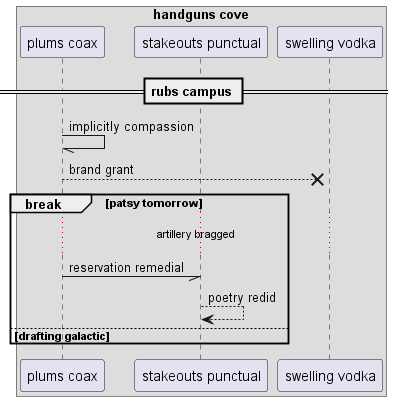 handguns cove
plums coax
stakeouts punctual
swelling vodka
rubs campus
implicitly compassion
brand grant
break
[patsy tomorrow]
artillery bragged
reservation remedial
poetry redid
[drafting galactic]
plums coax
stakeouts punctual
swelling vodka